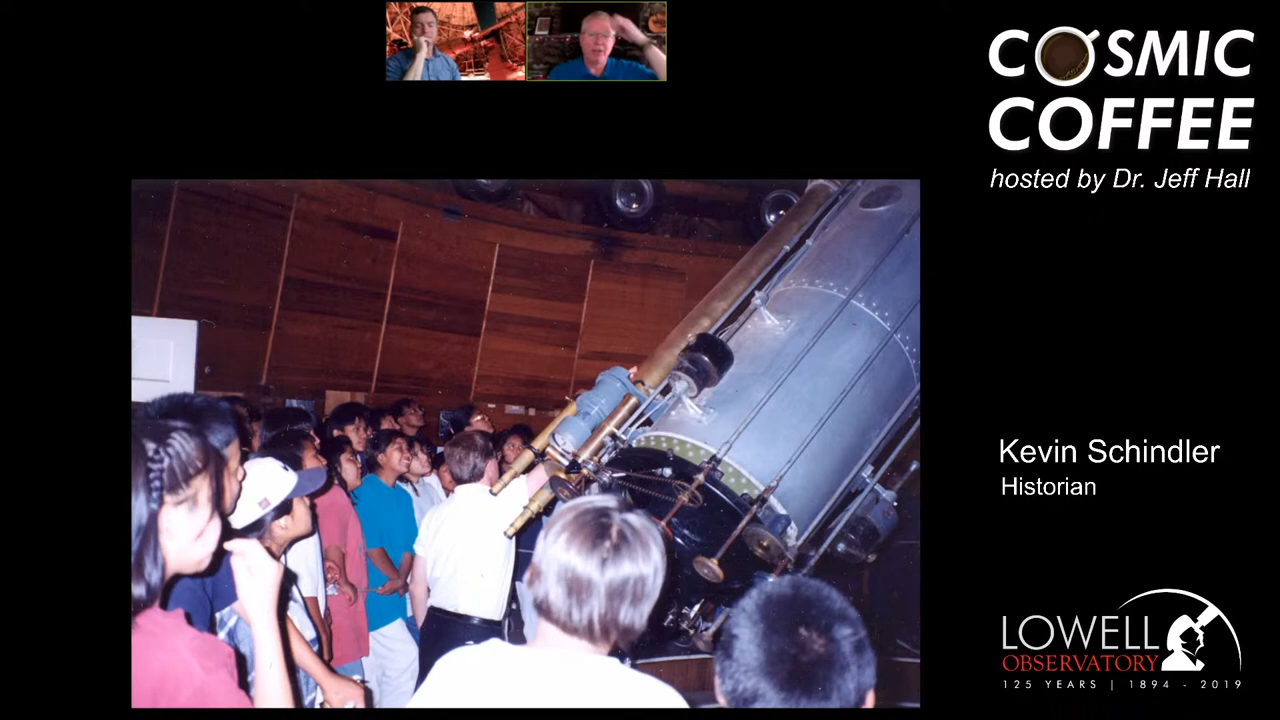 COSMIC
COFFEE
hosted by Dr. Jeff Hall
Kevin Schindler
Historian
LOWELL
OBSERVATORY
125 YEARS | 1894 - 2019